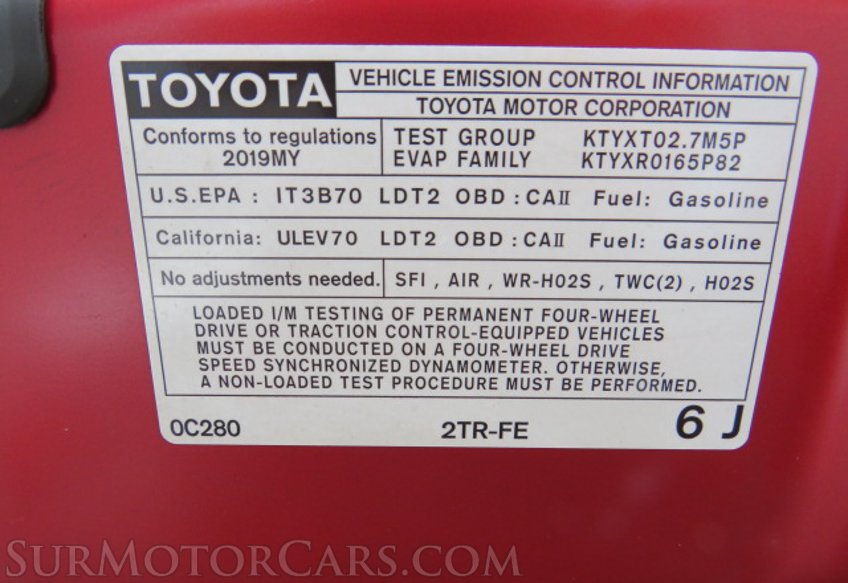 TOYOTA
VEHICLE EMISSION CONTROL INFORMATION
TOYOTA MOTOR CORPORATION
Conforms to regulations
2019MY
TEST GROUP KTYXT02.7M5P
EVAP FAMILY KTYXR0165P82
U.S.EPA : IT3B70 LDT2 OBD : CAII Fuel: Gasoline
California: ULEV70 LDT2 OBD : CAII Fuel: Gasoline
No adjustments needed. SFI , AIR , WR-HO2S , TWC(2) , HO2S
LOADED I/M TESTING OF PERMANENT FOUR-WHEEL
DRIVE OR TRACTION CONTROL-EQUIPPED VEHICLES
MUST BE CONDUCTED ON A FOUR-WHEEL DRIVE
SPEED SYNCHRONIZED DYNAMOMETER. OTHERWISE,
A NON-LOADED TEST PROCEDURE MUST BE PERFORMED.
0C280 2TR-FE 6 J
SurMotorCars.com